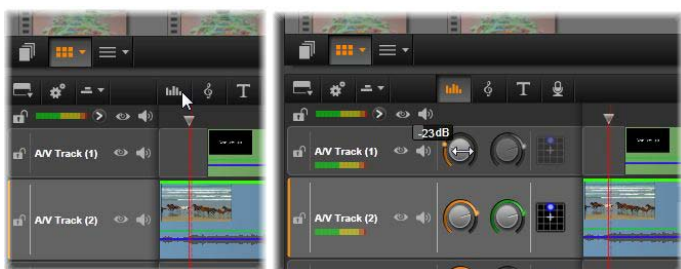 T
T
-23dB
A/V Track (1)
A/V Track (1)
A/V Track (2)
A/V Track (2)